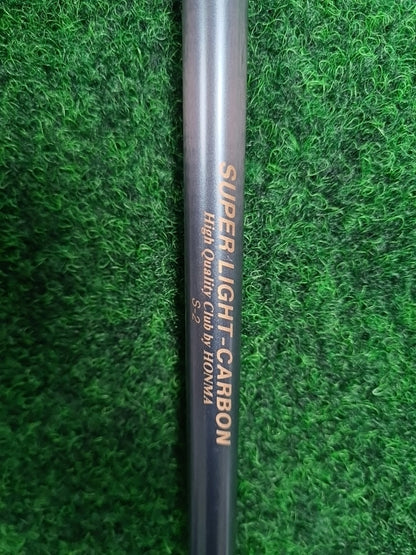 SUPER LIGHT-CARBON
High Quality Club by HONMA
S-2